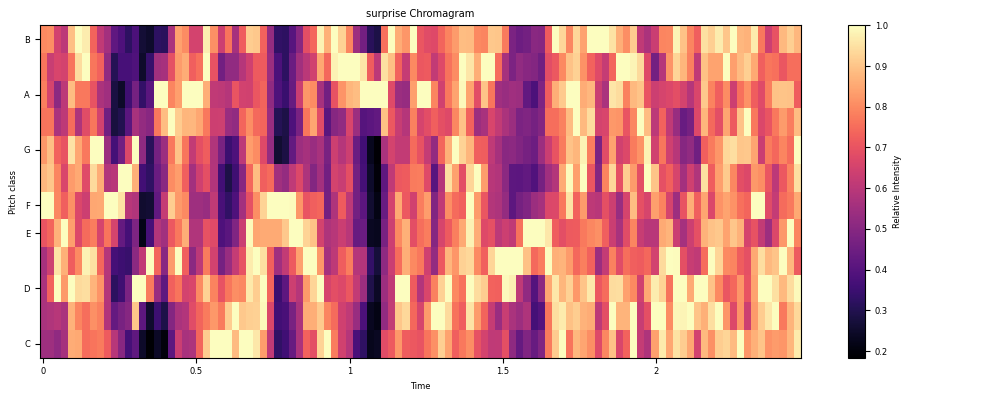 surprise Chromagram
B
A
G
F
E
D
C
Pitch class
0
0.5
1
1.5
2
Time
1.0
0.9
0.8
0.7
0.6
0.5
0.4
0.3
0.2
Relative Intensity